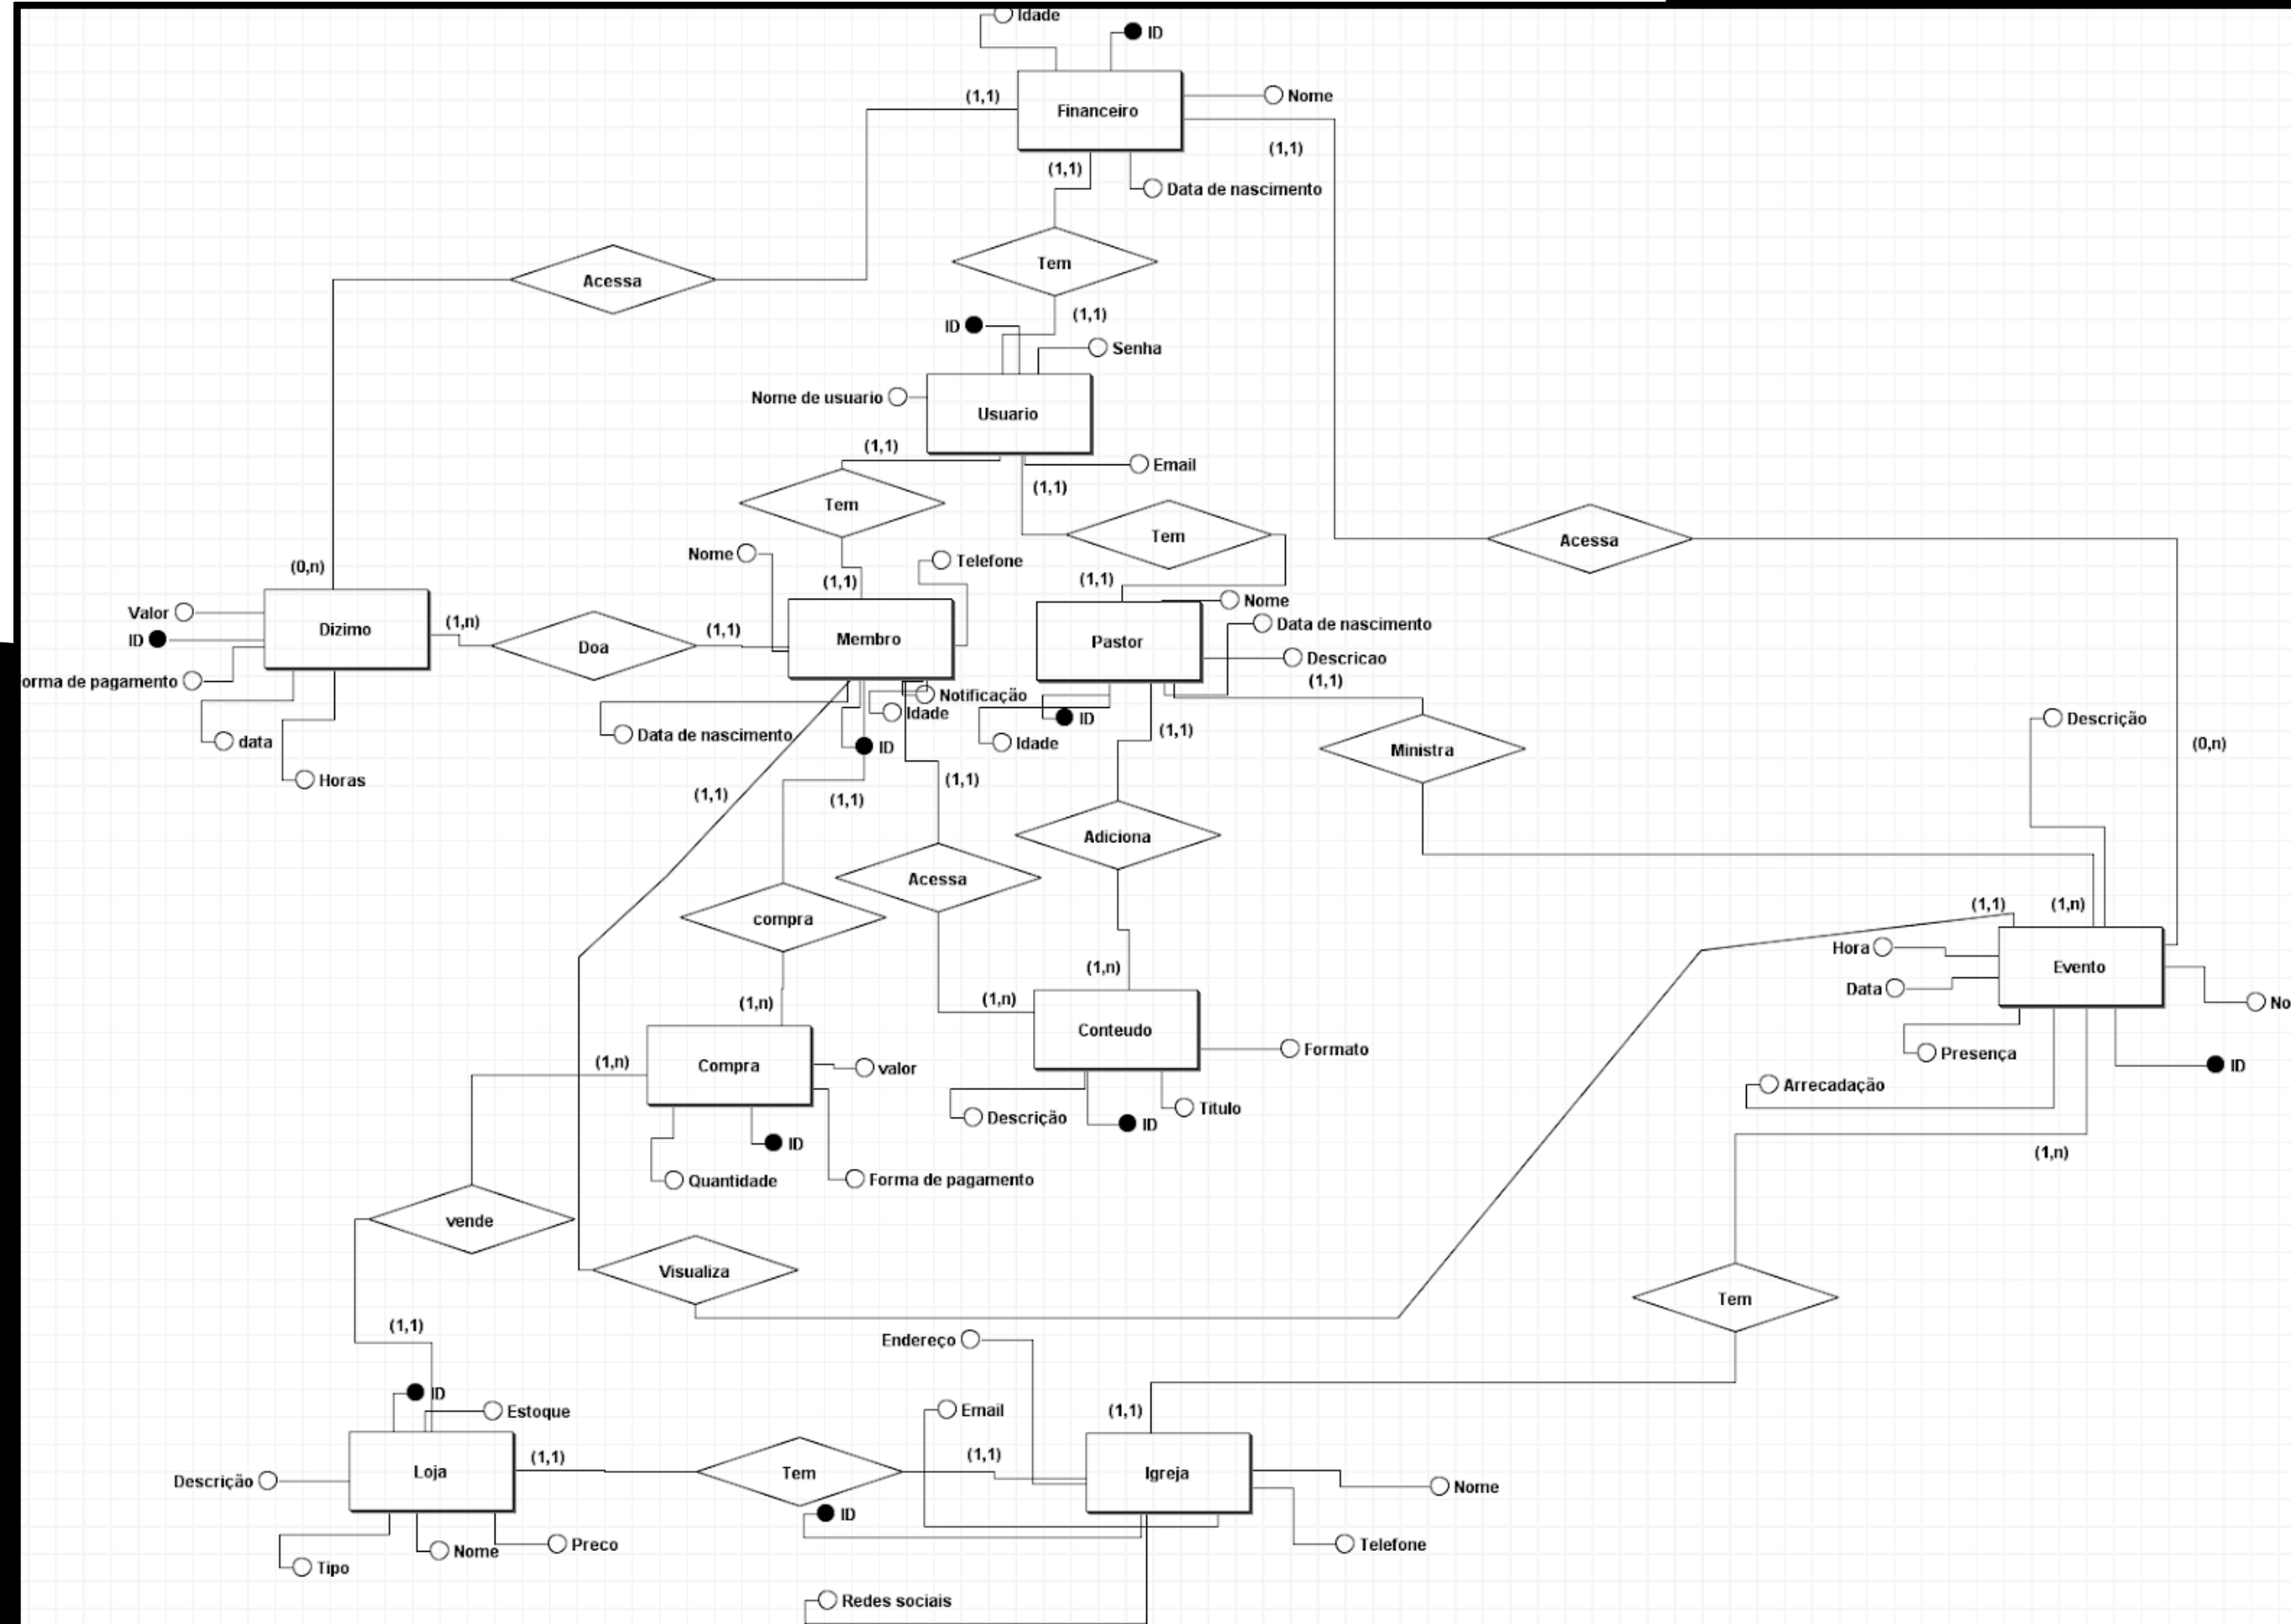 Idade
ID
(1,1)
Nome
Financeiro
(1,1)
(1,1)
Data de nascimento
Tem
Acessa
(1,1)
ID
Senha
Nome de usuario
Usuario
(1,1)
Email
(1,1)
Tem
Tem
Acessa
Nome
Telefone
(0,n)
(1,1)
(1,1)
Nome
Valor
(1,n)
Data de nascimento
Dizimo
(1,1)
ID
Membro
Pastor
Doa
Descricao
orma de pagamento
(1,1)
Notificação
Idade
ID
Descrição
Data de nascimento
(1,1)
data
ID
Idade
(0,n)
Ministra
Horas
(1,1)
(1,1)
(1,1)
Adiciona
Acessa
(1,1)
(1,n)
compra
Hora
(1,n)
Evento
Data
(1,n)
(1,n)
No
Conteudo
Formato
Presença
(1,n)
Compra
valor
ID
Arrecadação
Titulo
Descrição
ID
ID
(1,n)
Quantidade
Forma de pagamento
vende
Visualiza
Tem
(1,1)
Endereço
ID
Estoque
Email
(1,1)
(1,1)
(1,1)
Loja
Tem
Igreja
Descrição
Nome
ID
Preco
Telefone
Nome
Tipo
Redes sociais